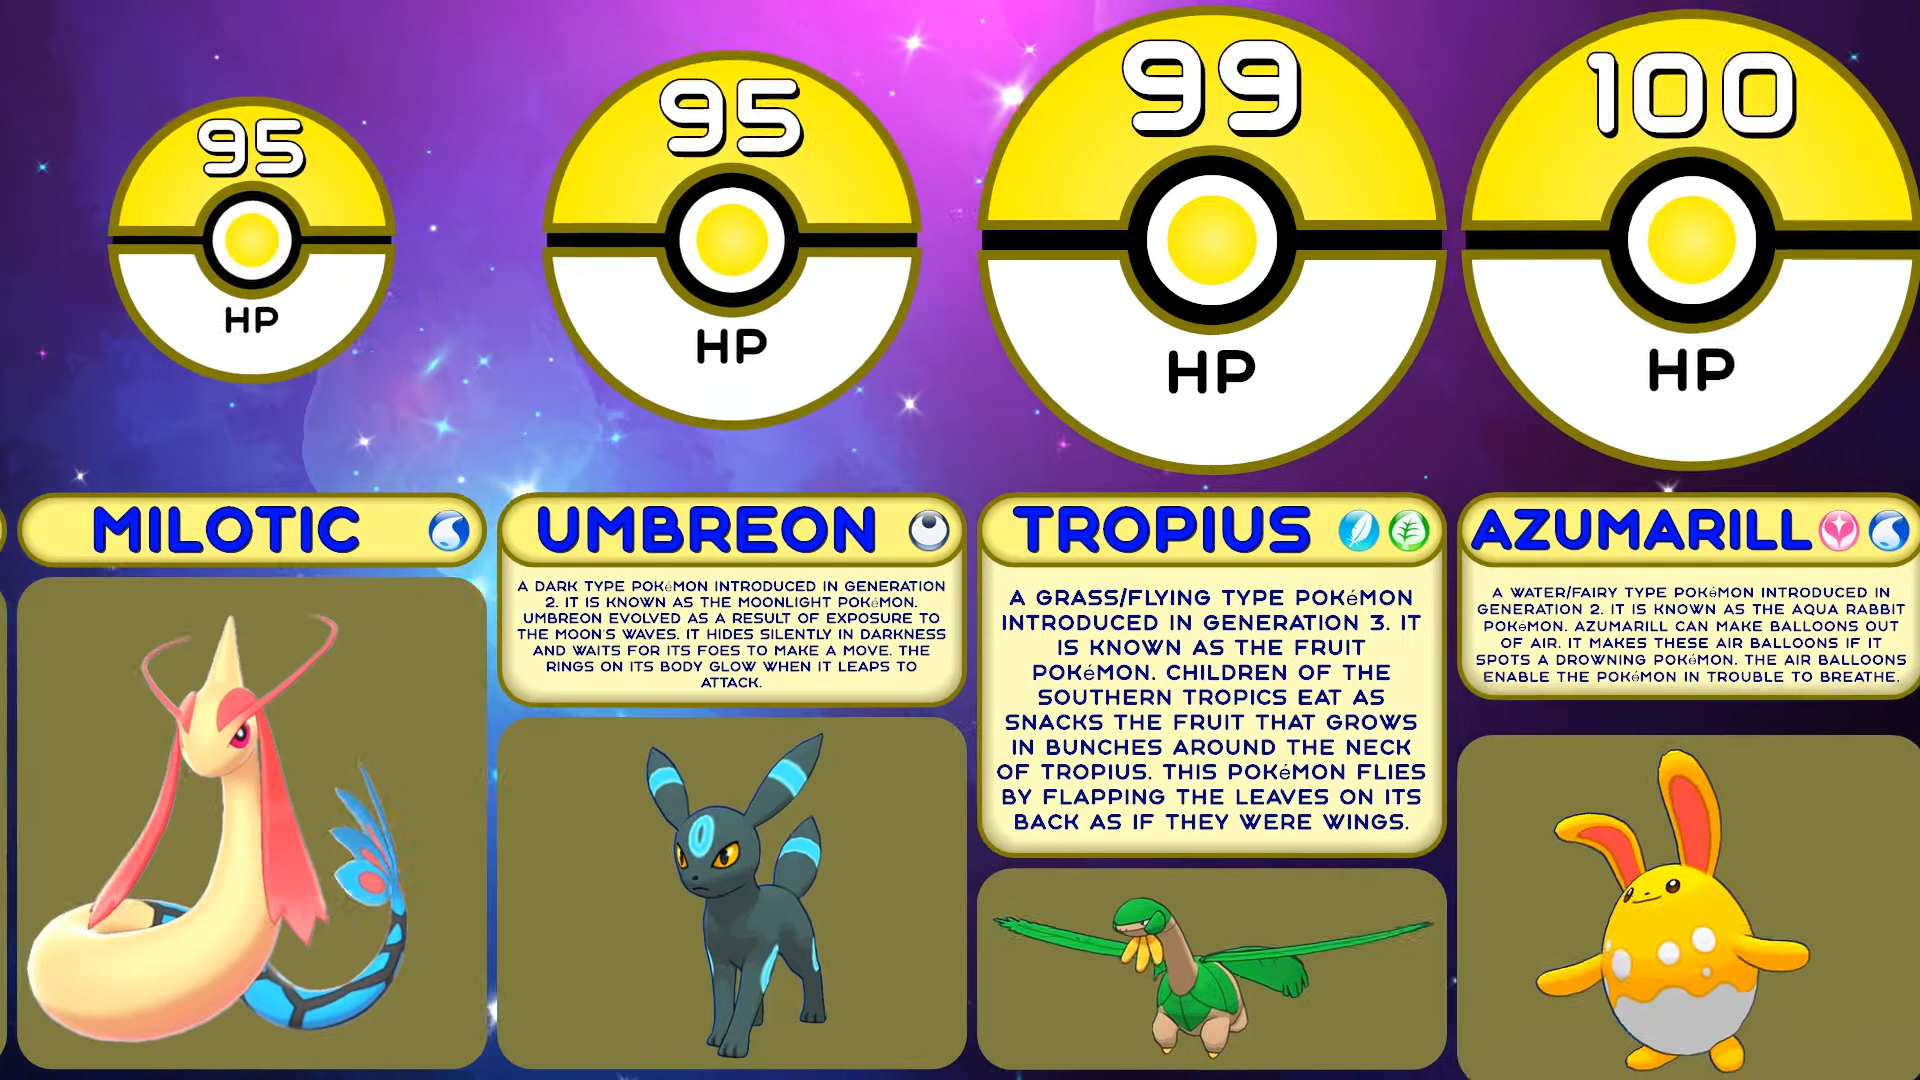 95
HP
95
HP
99
HP
100
HP
MILOTIC
UMBREON
A DARK TYPE POKéMON INTRODUCED IN GENERATION
2. IT IS KNOWN AS THE MOONLIGHT POKéMON.
UMBREON EVOLVED AS A RESULT OF EXPOSURE TO
THE MOON'S WAVES. IT HIDES SILENTLY IN DARKNESS
AND WAITS FOR ITS FOES TO MAKE A MOVE. THE
RINGS ON ITS BODY GLOW WHEN IT LEAPS TO
ATTACK.
TROPIUS
A GRASS/FLYING TYPE POKéMON
INTRODUCED IN GENERATION 3. IT
IS KNOWN AS THE FRUIT
POKéMON. CHILDREN OF THE
SOUTHERN TROPICS EAT AS
SNACKS THE FRUIT THAT GROWS
IN BUNCHES AROUND THE NECK
OF TROPIUS. THIS POKéMON FLIES
BY FLAPPING THE LEAVES ON ITS
BACK AS IF THEY WERE WINGS.
AZUMARILL
A WATER/FAIRY TYPE POKéMON INTRODUCED IN
GENERATION 2. IT IS KNOWN AS THE AQUA RABBIT
POKéMON. AZUMARILL CAN MAKE BALLOONS OUT
OF AIR. IT MAKES THESE AIR BALLOONS IF IT
SPOTS A DROWNING POKéMON. THE AIR BALLOONS
ENABLE THE POKéMON IN TROUBLE TO BREATHE.